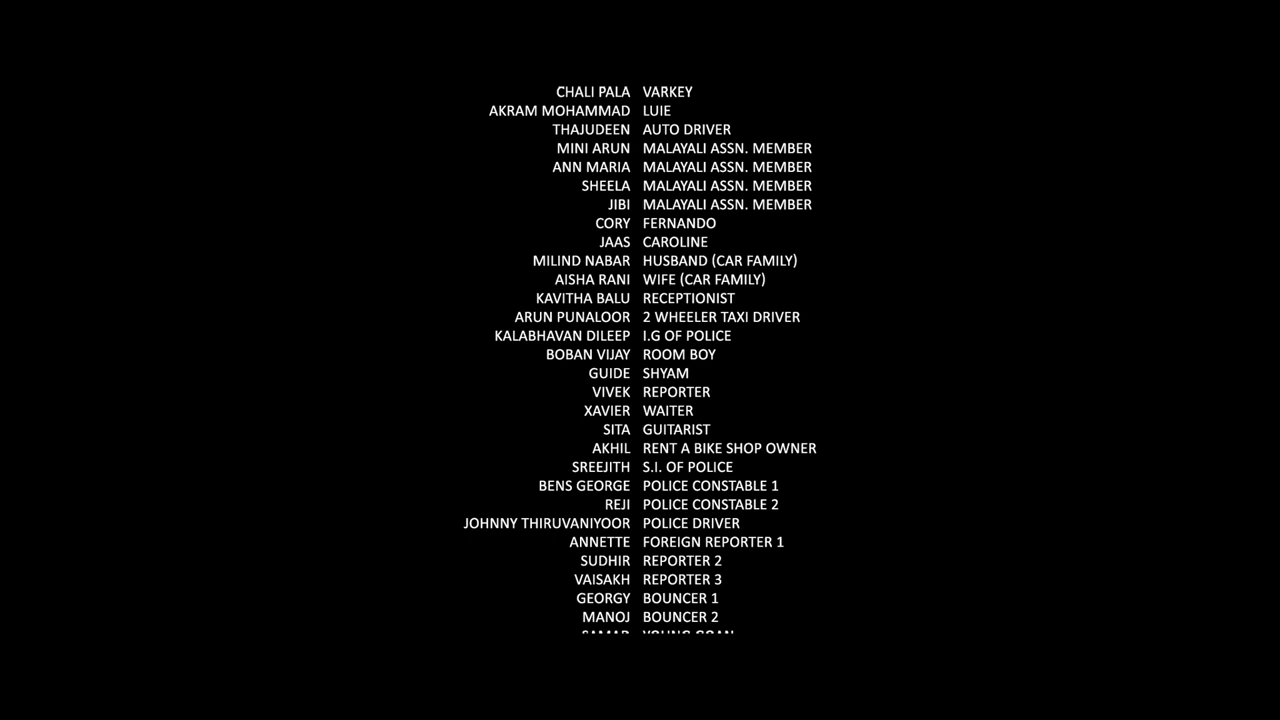 CHALI PALA VARKEY
AKRAM MOHAMMAD LUIE
THAJUDEEN AUTO DRIVER
MINI ARUN MALAYALI ASSN. MEMBER
ANN MARIA MALAYALI ASSN. MEMBER
SHEELA MALAYALI ASSN. MEMBER
JIBI MALAYALI ASSN. MEMBER
CORY FERNANDO
JAAS CAROLINE
MILIND NABAR HUSBAND (CAR FAMILY)
AISHA RANI WIFE (CAR FAMILY)
KAVITHA BALU RECEPTIONIST
ARUN PUNALOOR 2 WHEELER TAXI DRIVER
KALABHAVAN DILEEP I.G OF POLICE
BOBAN VIJAY ROOM BOY
GUIDE SHYAM
VIVEK REPORTER
XAVIER WAITER
SITA GUITARIST
AKHIL RENT A BIKE SHOP OWNER
SREEJITH S.I. OF POLICE
BENS GEORGE POLICE CONSTABLE 1
REJI POLICE CONSTABLE 2
JOHNNY THIRUVANIYOOR POLICE DRIVER
ANNETTE FOREIGN REPORTER 1
SUDHIR REPORTER 2
VAISAKH REPORTER 3
GEORGY BOUNCER 1
MANOJ BOUNCER 2